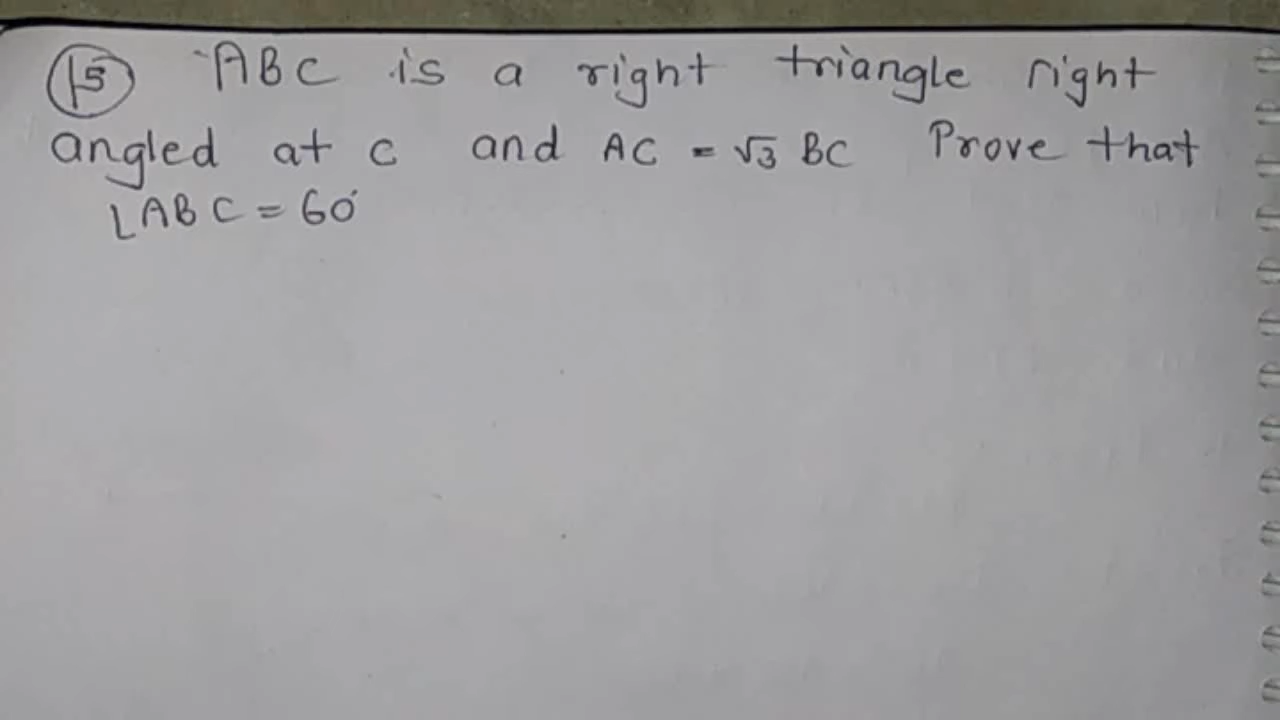 15 ABC is a right triangle right
angled at c and AC = √3 BC Prove that
∠ABC = 60°